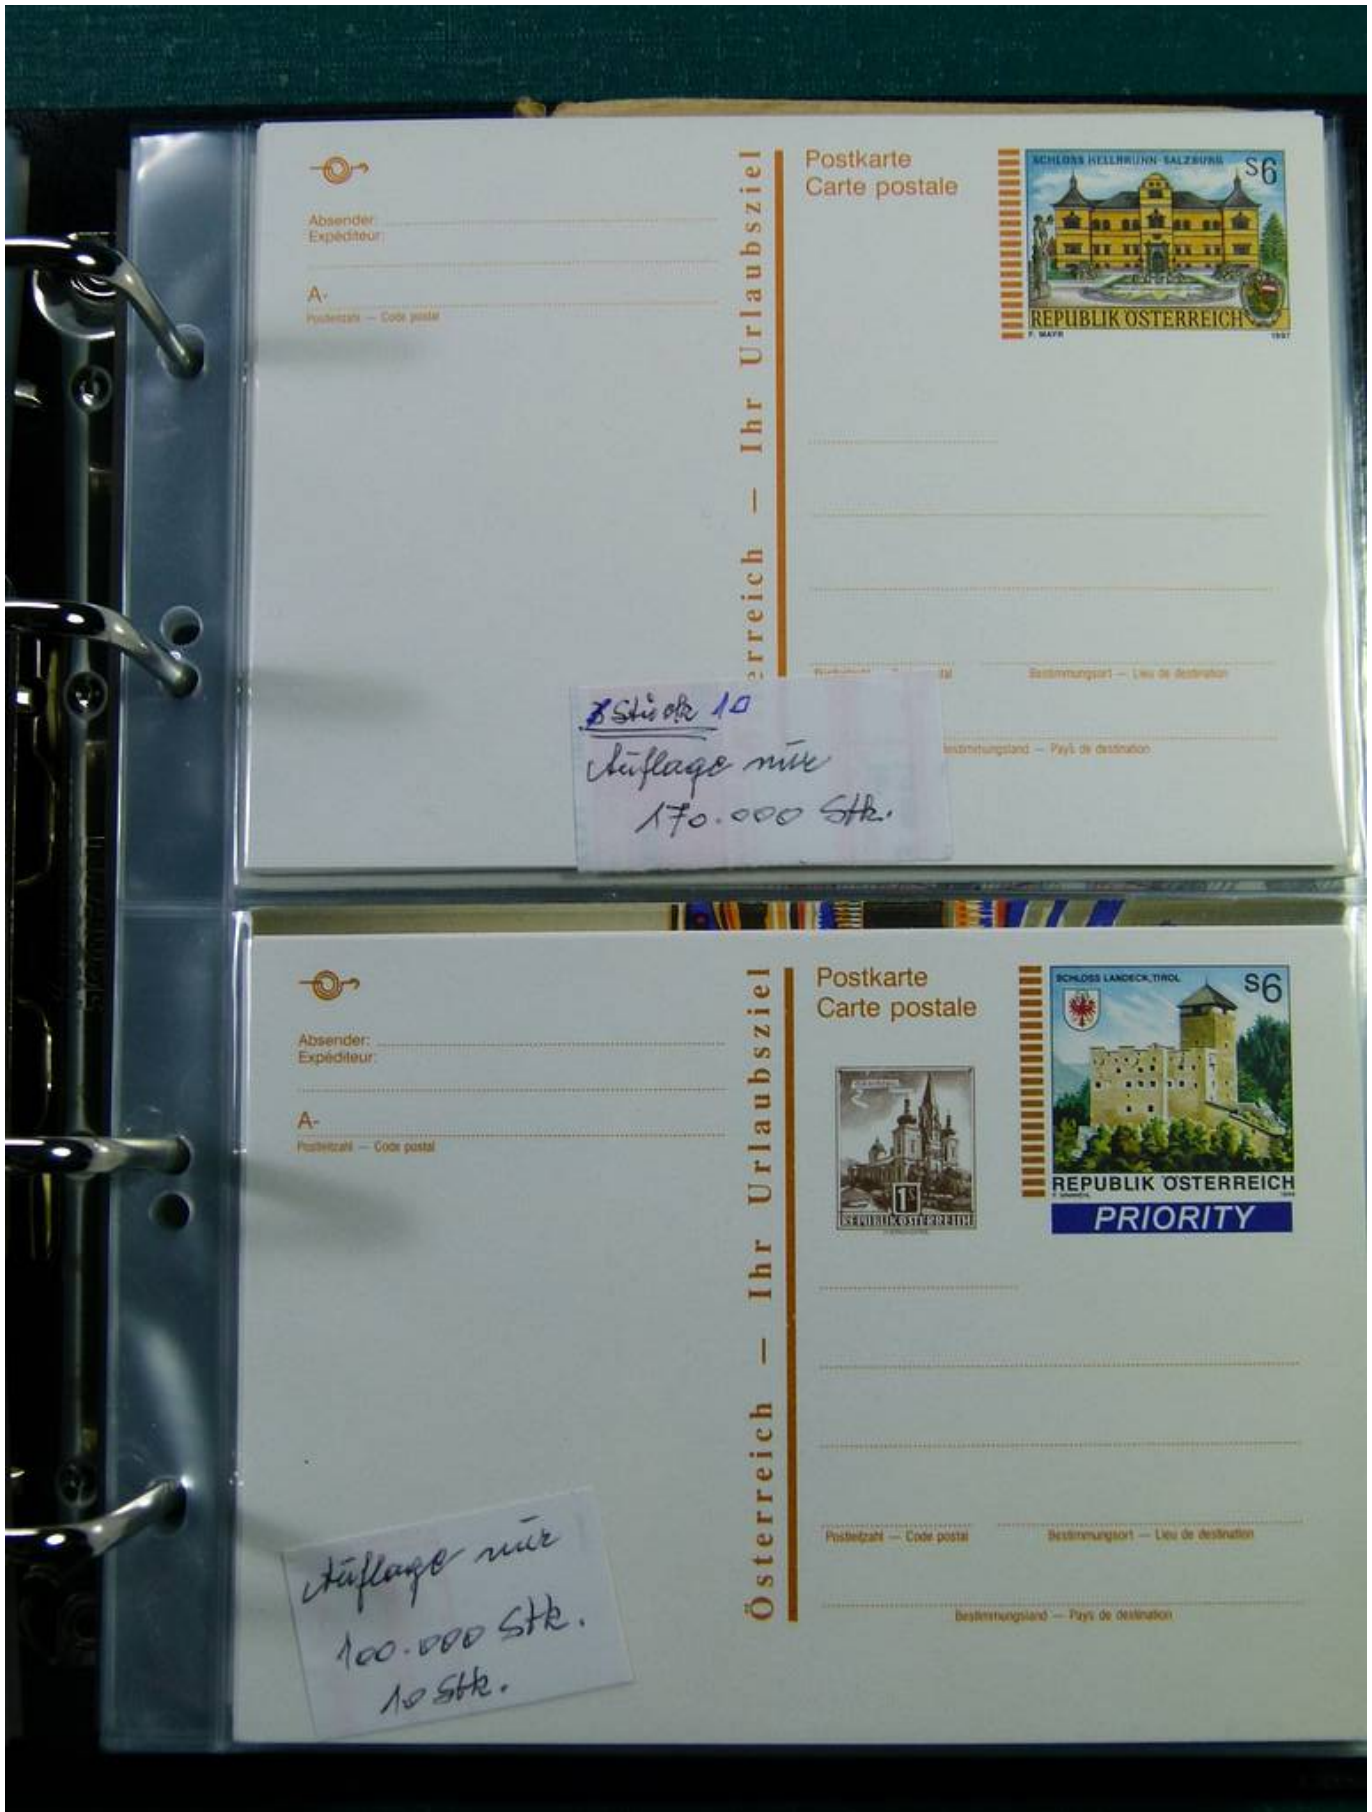 Postkarte
Carte postale
Absender:
Expéditeur:
A-
Postleitzahl — Code postal
erreich — Ihr Urlaubsziel
SCHLOSS HELLBRUNN-SALZBURG
S6
REPUBLIK ÖSTERREICH
F. MAYR 1997
Bestimmungsort — Lieu de destination
Bestimmungsland — Pays de destination
Stück 10
Auflage nur
170.000 Stk.
Postkarte
Carte postale
Absender:
Expéditeur:
A-
Postleitzahl — Code postal
Österreich — Ihr Urlaubsziel
SCHLOSS LANDECK, TIROL
S6
REPUBLIK ÖSTERREICH
PRIORITY
1S
REPUBLIK ÖSTERREICH
Postleitzahl — Code postal
Bestimmungsort — Lieu de destination
Bestimmungsland — Pays de destination
Auflage nur
100.000 Stk.
10 Stk.